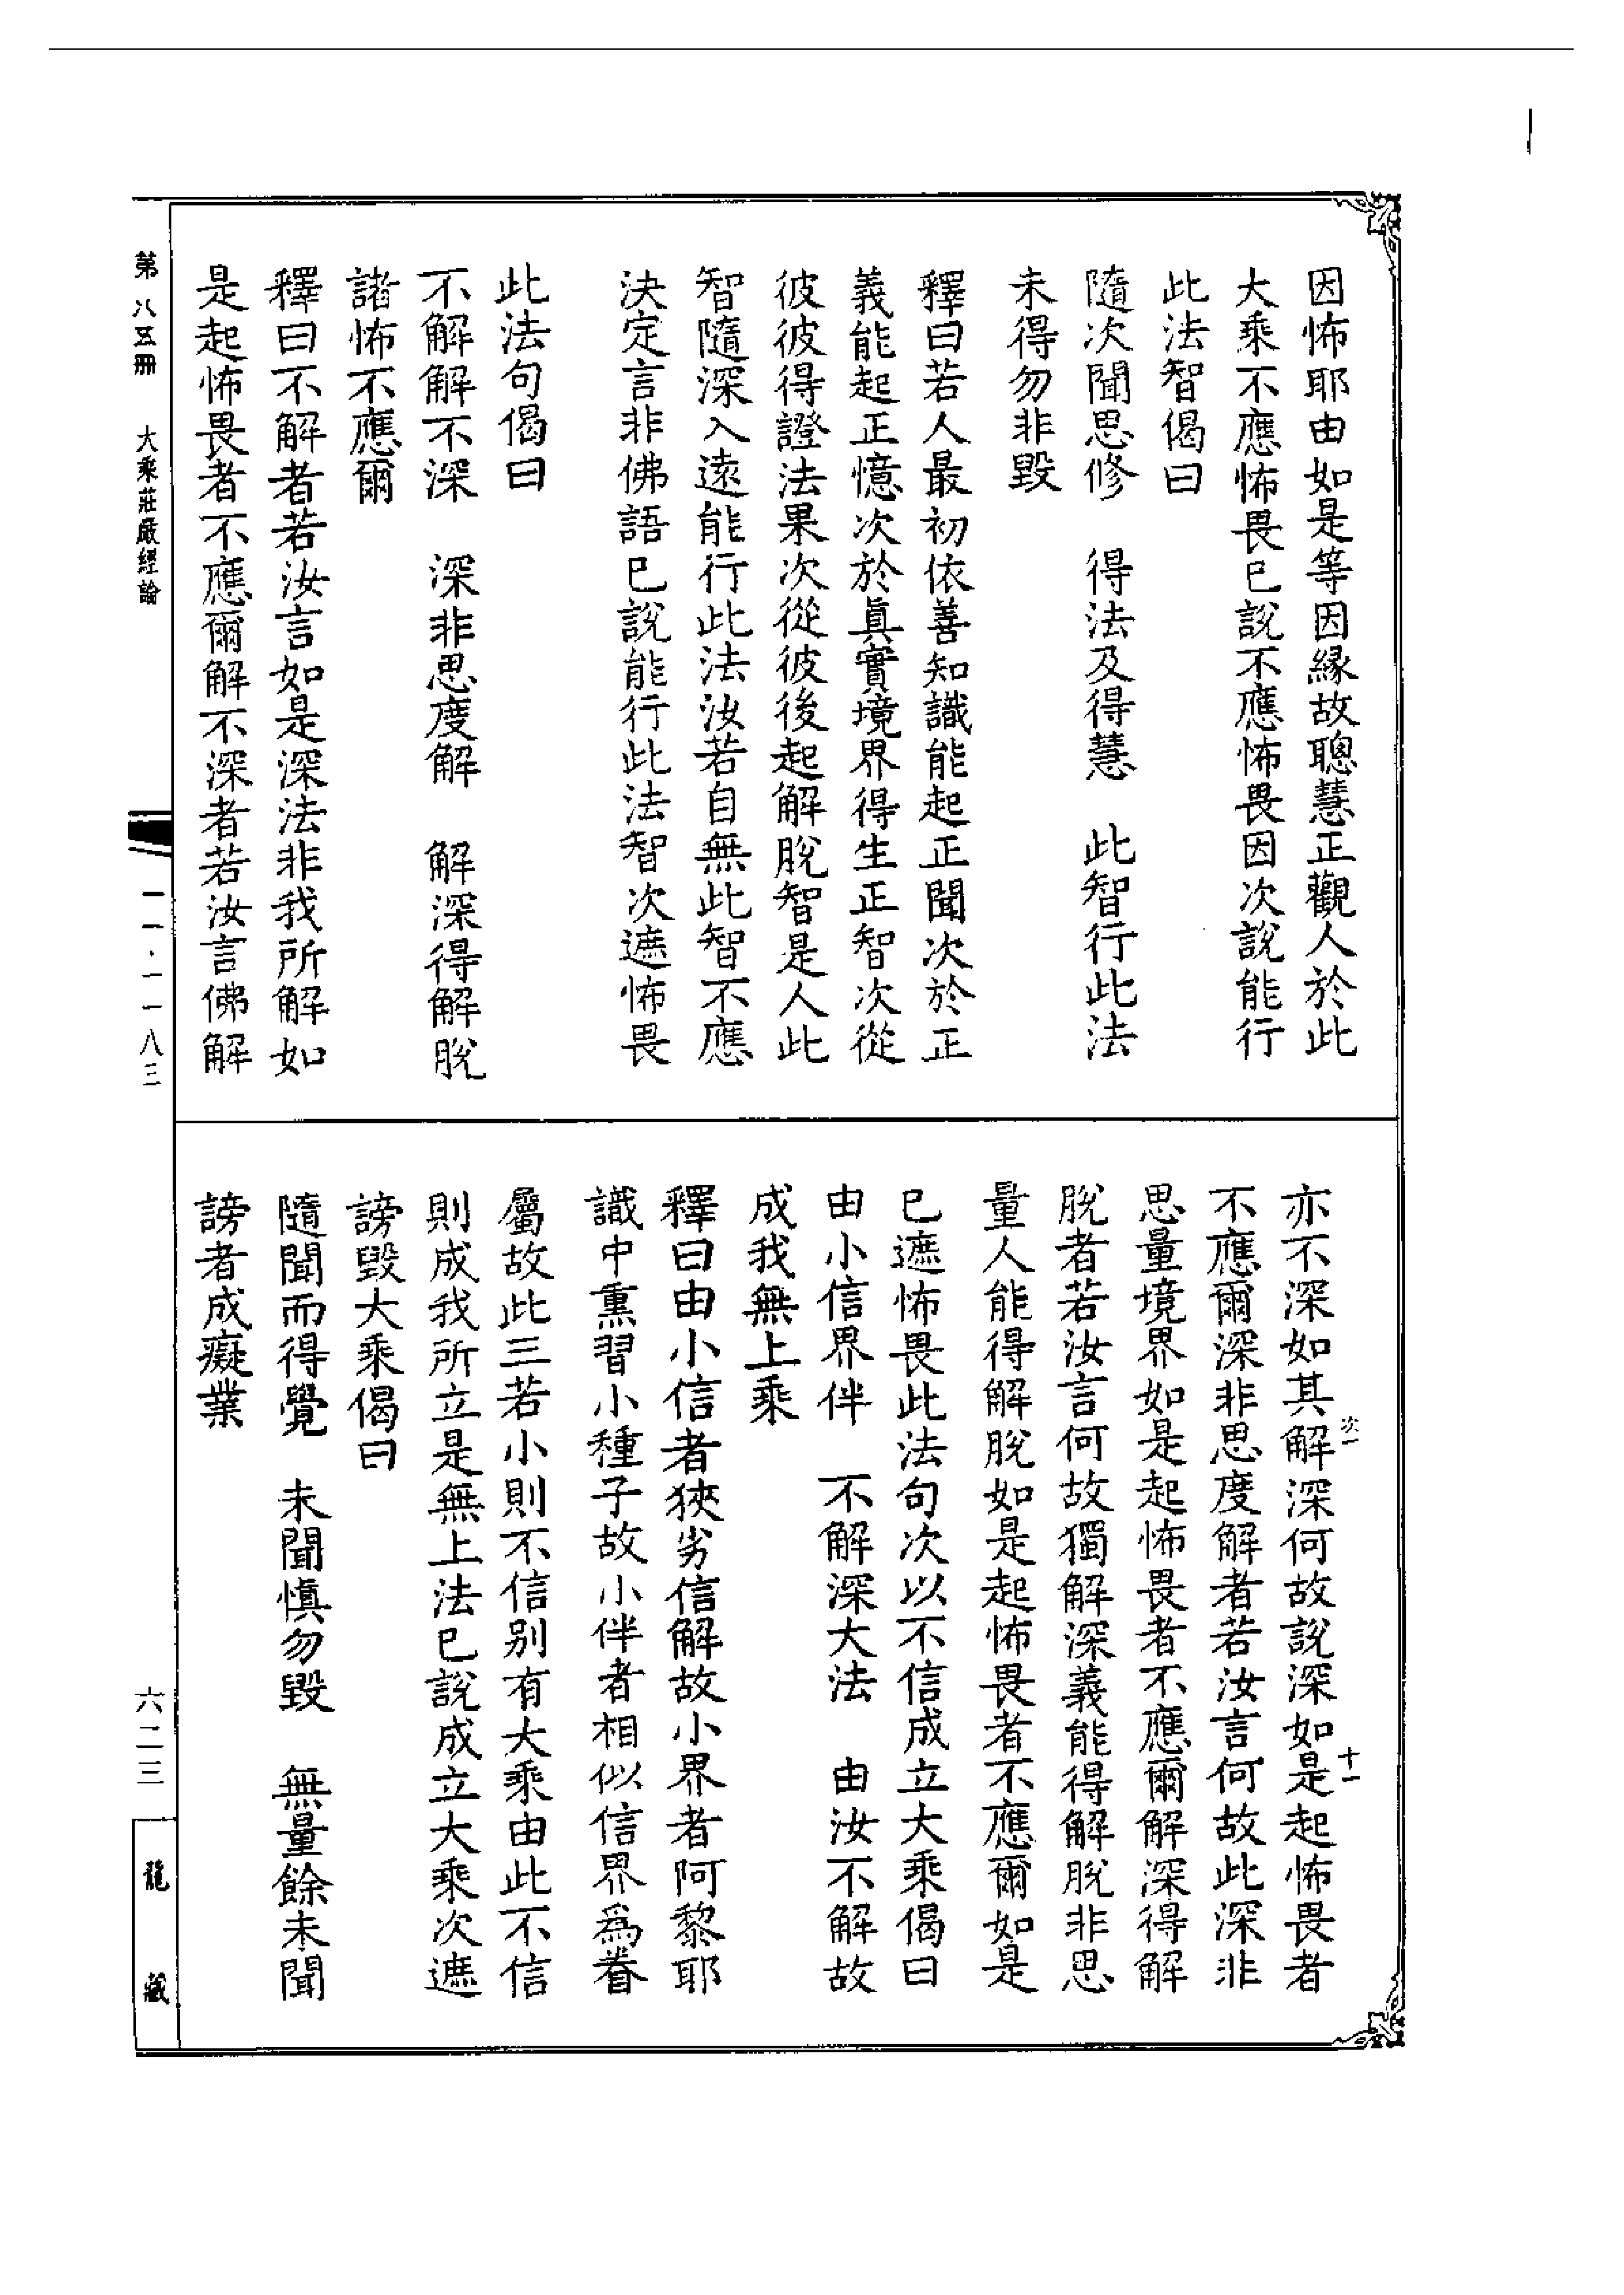 因怖耶由如是等因緣故聰慧正觀人於此
大乘不應怖畏已說不應怖畏因次說能行
此法智偈曰
隨次聞思修　得法及得慧　此智行此法
未得勿非毀
釋曰若人最初依善知識能起正聞次於正
義能起正憶次於眞實境界得生正智次從
彼彼得證法果次從彼後起解脫智是人此
智隨深入遠能行此法汝若自無此智不應
決定言非佛語已說能行此法智次遮怖畏
此法句偈曰
不解解不深　深非思度解　解深得解脫
諸怖不應爾
釋曰不解者若汝言如是深法非我所解如
是起怖畏者不應爾解不深者若汝言佛解
亦不深如其解深何故說深如是起怖畏者
不應爾深非思度解者若汝言何故此深非
思量境界如是起怖畏者不應爾解深得解
脫者若汝言何故獨解深義能得解脫非思
量人能得解脫如是起怖畏者不應爾如是
已遮怖畏此法句次以不信成立大乘偈曰
由小信界伴　不解深大法　由汝不解故
成我無上乘
釋曰由小信者狹劣信解故小界者阿黎耶
識中熏習小種子故小伴者相似信界爲眷
屬故此三若小則不信別有大乘由此不信
則成我所立是無上法已說成立大乘次遮
謗毀大乘偈曰
隨聞而得覺　未聞愼勿毀　無量餘未聞
謗者成癡業
次一
十一
第八五冊　大乘莊嚴經論
一一·一一八三
六二三
龍藏